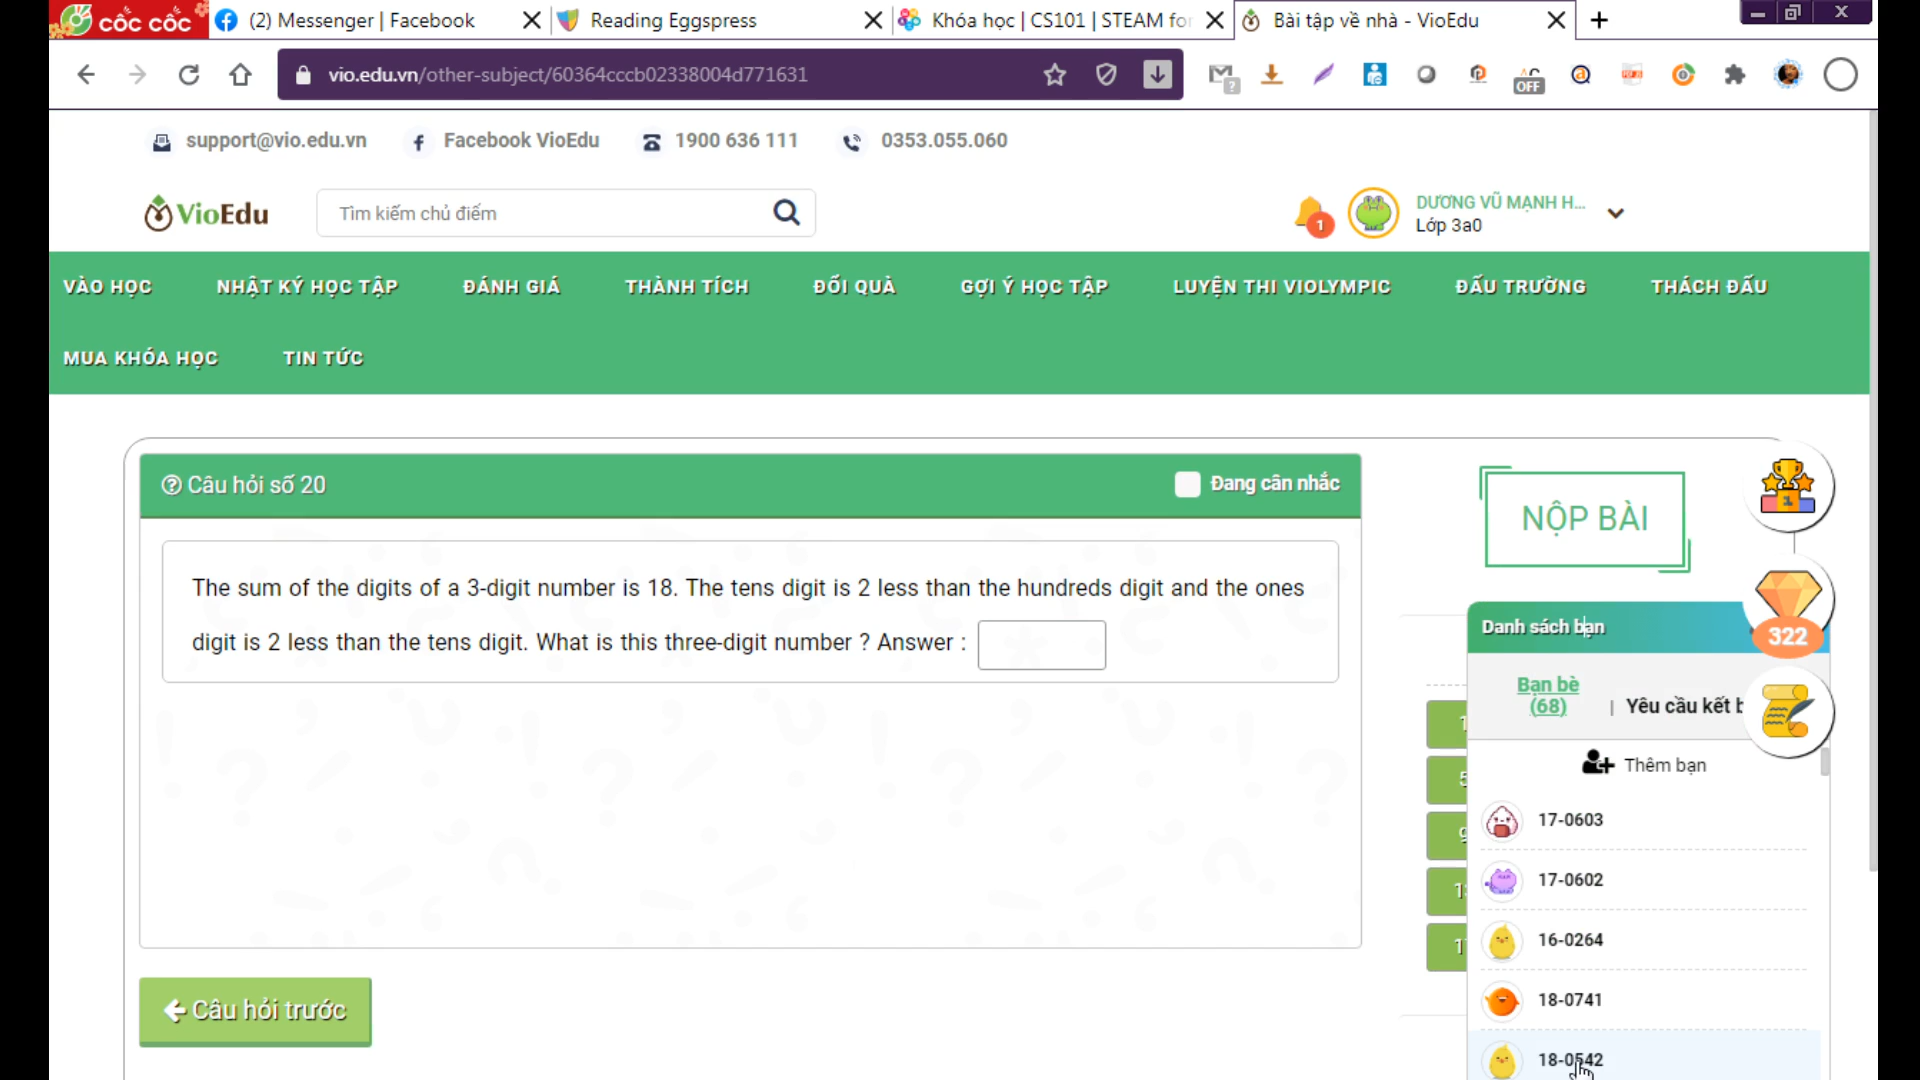 cốc cốc
(2) Messenger | Facebook
Reading Eggspress
Khóa học | CS101 | STEAM for
Bài tập về nhà - VioEdu
vio.edu.vn/other-subject/60364cccb02338004d771631
OFF
support@vio.edu.vn
Facebook VioEdu
1900 636 111
0353.055.060
VioEdu
Tìm kiếm chủ điểm
1
DƯƠNG VŨ MẠNH H...
Lớp 3a0
VÀO HỌC
NHẬT KÝ HỌC TẬP
ĐÁNH GIÁ
THÀNH TÍCH
ĐỔI QUÀ
GỢI Ý HỌC TẬP
LUYỆN THI VIOLYMPIC
ĐẤU TRƯỜNG
THÁCH ĐẤU
MUA KHÓA HỌC
TIN TỨC
Câu hỏi số 20
Đang cân nhắc
The sum of the digits of a 3-digit number is 18. The tens digit is 2 less than the hundreds digit and the ones
digit is 2 less than the tens digit. What is this three-digit number ? Answer :
Câu hỏi trước
NỘP BÀI
1
322
Danh sách bạn
Bạn bè
(68)
| Yêu cầu kết b
Thêm bạn
17-0603
17-0602
16-0264
18-0741
18-0542